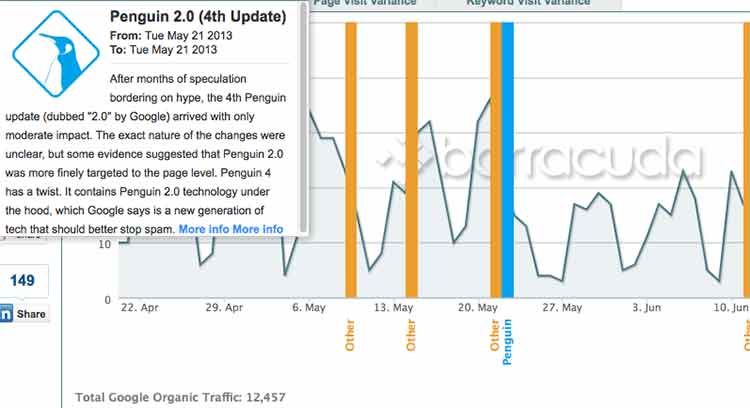 Page Visit Variance
Keyword Visit Variance
Penguin 2.0 (4th Update)
From: Tue May 21 2013
To: Tue May 21 2013
After months of speculation
bordering on hype, the 4th Penguin
update (dubbed "2.0" by Google) arrived with only
moderate impact. The exact nature of the changes were
unclear, but some evidence suggested that Penguin 2.0
was more finely targeted to the page level. Penguin 4
has a twist. It contains Penguin 2.0 technology under
the hood, which Google says is a new generation of
tech that should better stop spam. More info More info
barracuda
10
0
22. Apr
29. Apr
6. May
13. May
20. May
27. May
3. Jun
10. Jun
Other
Other
Other
Penguin
Other
149
in Share
Total Google Organic Traffic: 12,457